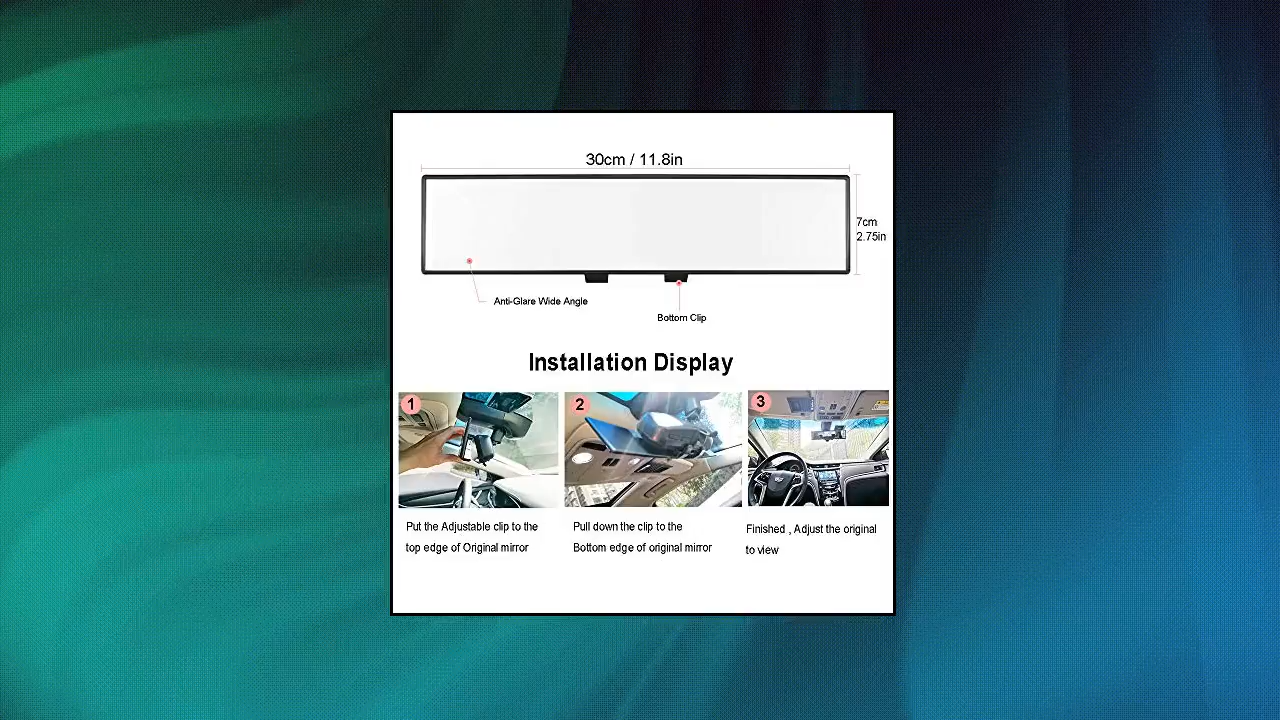 30cm / 11.8in
7cm
2.75in
Anti-Glare Wide Angle
Bottom Clip
Installation Display
1
2
3
Put the Adjustable clip to the
top edge of Original mirror
Pull down the clip to the
Bottom edge of original mirror
Finished , Adjust the original
to view